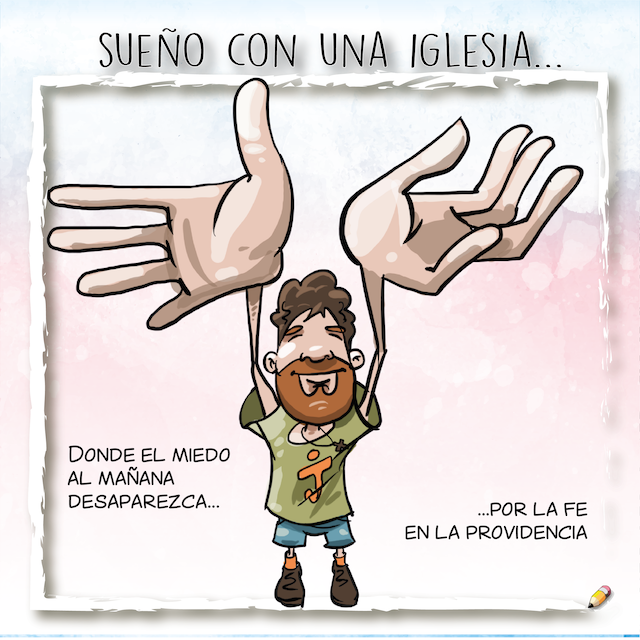 SUEÑO CON UNA IGLESIA...
DONDE EL MIEDO
AL MAÑANA
DESAPAREZCA...
...POR LA FE
EN LA PROVIDENCIA